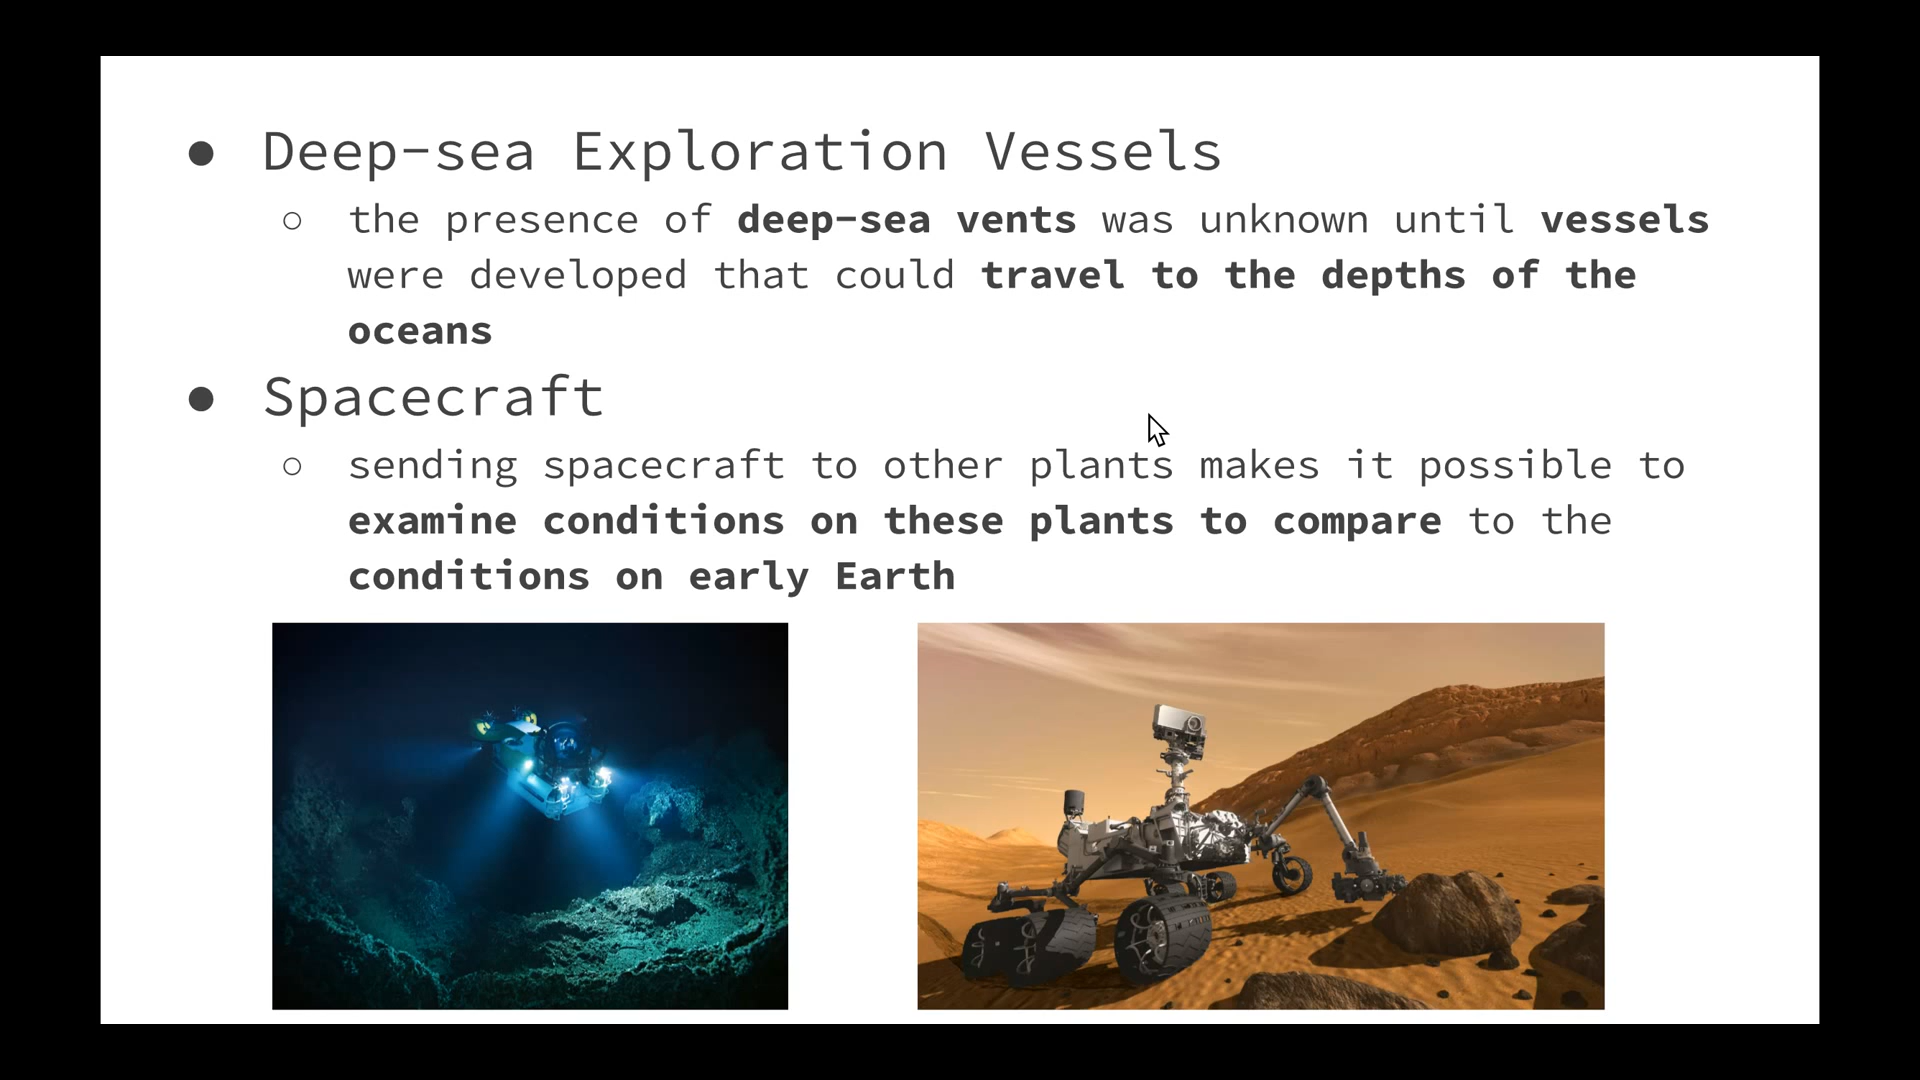 ● Deep-sea Exploration Vessels
○ the presence of deep-sea vents was unknown until vessels
were developed that could travel to the depths of the
oceans
● Spacecraft
○ sending spacecraft to other plants makes it possible to
examine conditions on these plants to compare to the
conditions on early Earth